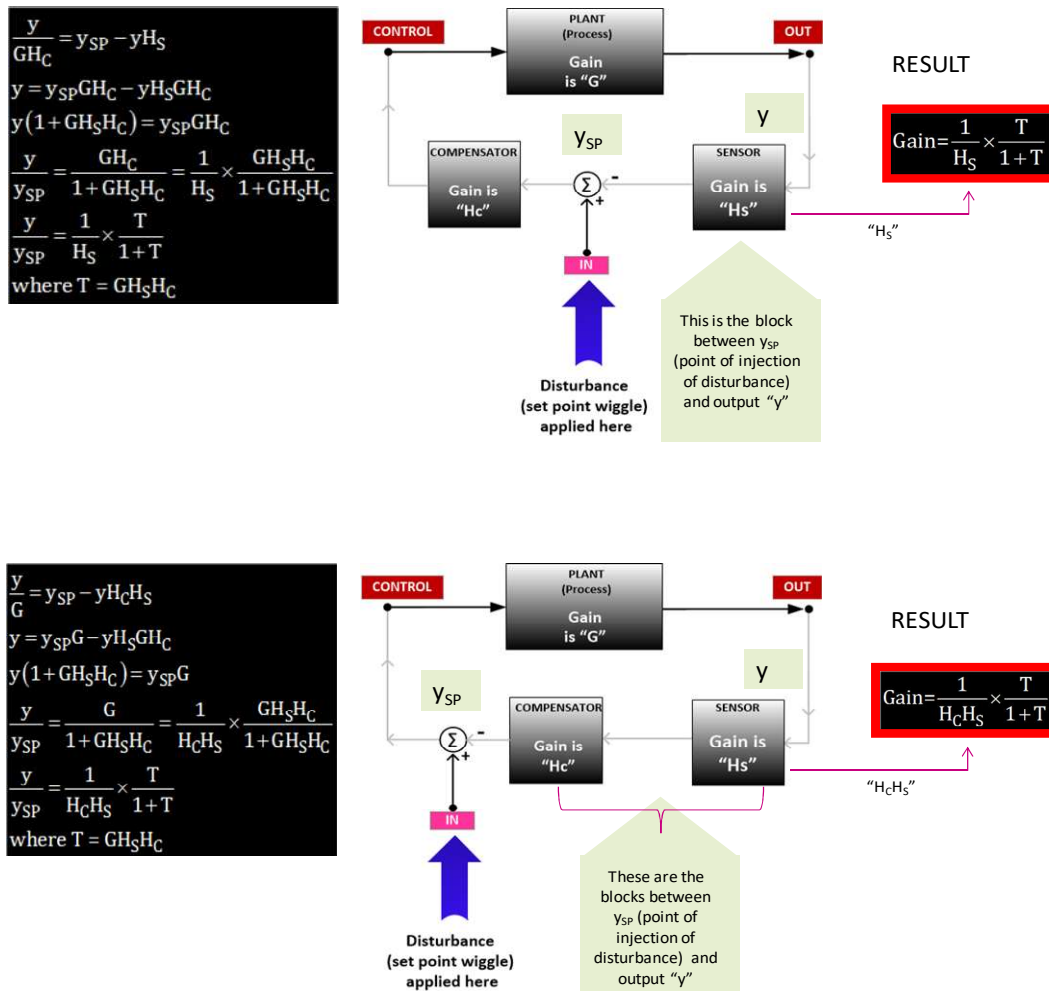 y/(GH_C) = y_SP − yH_S
y = y_SP GH_C − yH_S GH_C
y(1+GH_S H_C) = y_SP GH_C
y/y_SP = GH_C/(1+GH_S H_C) = 1/H_S × GH_S H_C/(1+GH_S H_C)
y/y_SP = 1/H_S × T/(1+T)
where T = GH_S H_C
CONTROL
PLANT
(Process)
Gain
is “G”
OUT
y_SP
y
COMPENSATOR
Gain is
“Hc”
Σ
-
+
SENSOR
Gain is
“Hs”
IN
Disturbance
(set point wiggle)
applied here
This is the block
between y_SP
(point of injection
of disturbance)
and output “y”
RESULT
Gain= 1/H_S × T/(1+T)
“H_S”
y/G = y_SP − yH_C H_S
y = y_SP G − yH_S GH_C
y(1+GH_S H_C) = y_SP G
y/y_SP = G/(1+GH_S H_C) = 1/(H_C H_S) × GH_S H_C/(1+GH_S H_C)
y/y_SP = 1/(H_C H_S) × T/(1+T)
where T = GH_S H_C
CONTROL
PLANT
(Process)
Gain
is “G”
OUT
y_SP
y
Σ
-
+
COMPENSATOR
Gain is
“Hc”
SENSOR
Gain is
“Hs”
IN
Disturbance
(set point wiggle)
applied here
These are the
blocks between
y_SP (point of
injection of
disturbance) and
output “y”
RESULT
Gain= 1/(H_C H_S) × T/(1+T)
“H_C H_S”